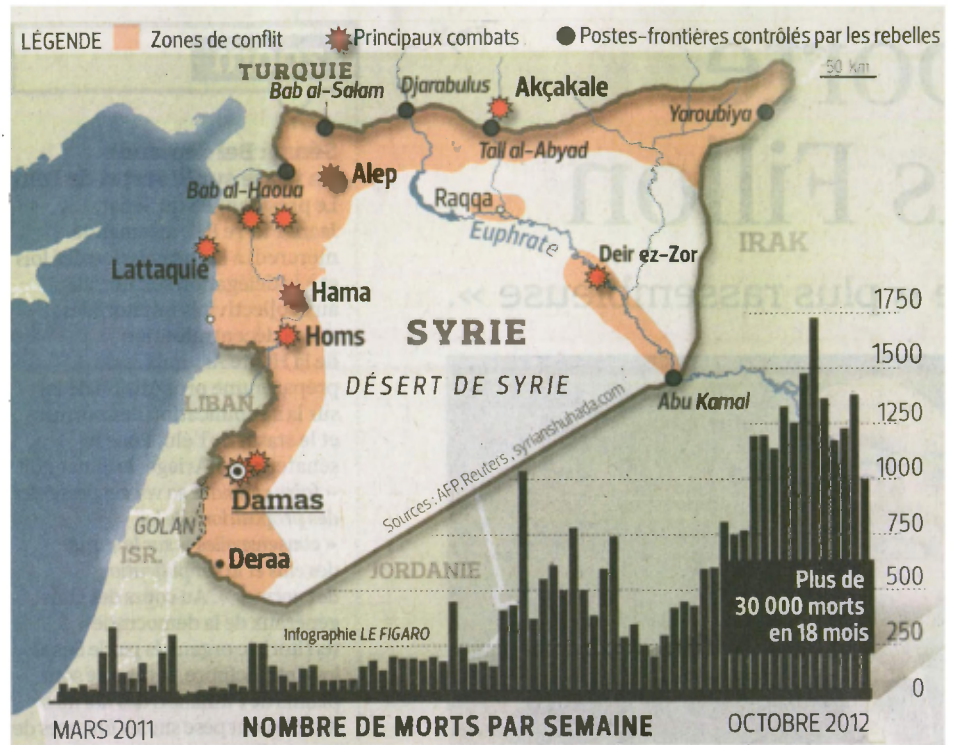 LÉGENDE Zones de conflit Principaux combats Postes-frontières contrôlés par les rebelles
50 Km
TURQUIE
Bab al-Salam
Djarabulus
Akçakale
Yaroubiya
Tall al-Abyad
Alep
Bab al-Haoua
Raqqa
Euphrate
IRAK
Deir ez-Zor
Lattaquié
Hama
Homs
SYRIE
DÉSERT DE SYRIE
LIBAN
Abu Kamal
Sources : AFP, Reuters, syrianshuhada.com
Damas
GOLAN
ISR.
Deraa
JORDANIE
Infographie LE FIGARO
1750
1500
1250
1000
750
500
250
0
Plus de
30 000 morts
en 18 mois
MARS 2011 NOMBRE DE MORTS PAR SEMAINE OCTOBRE 2012